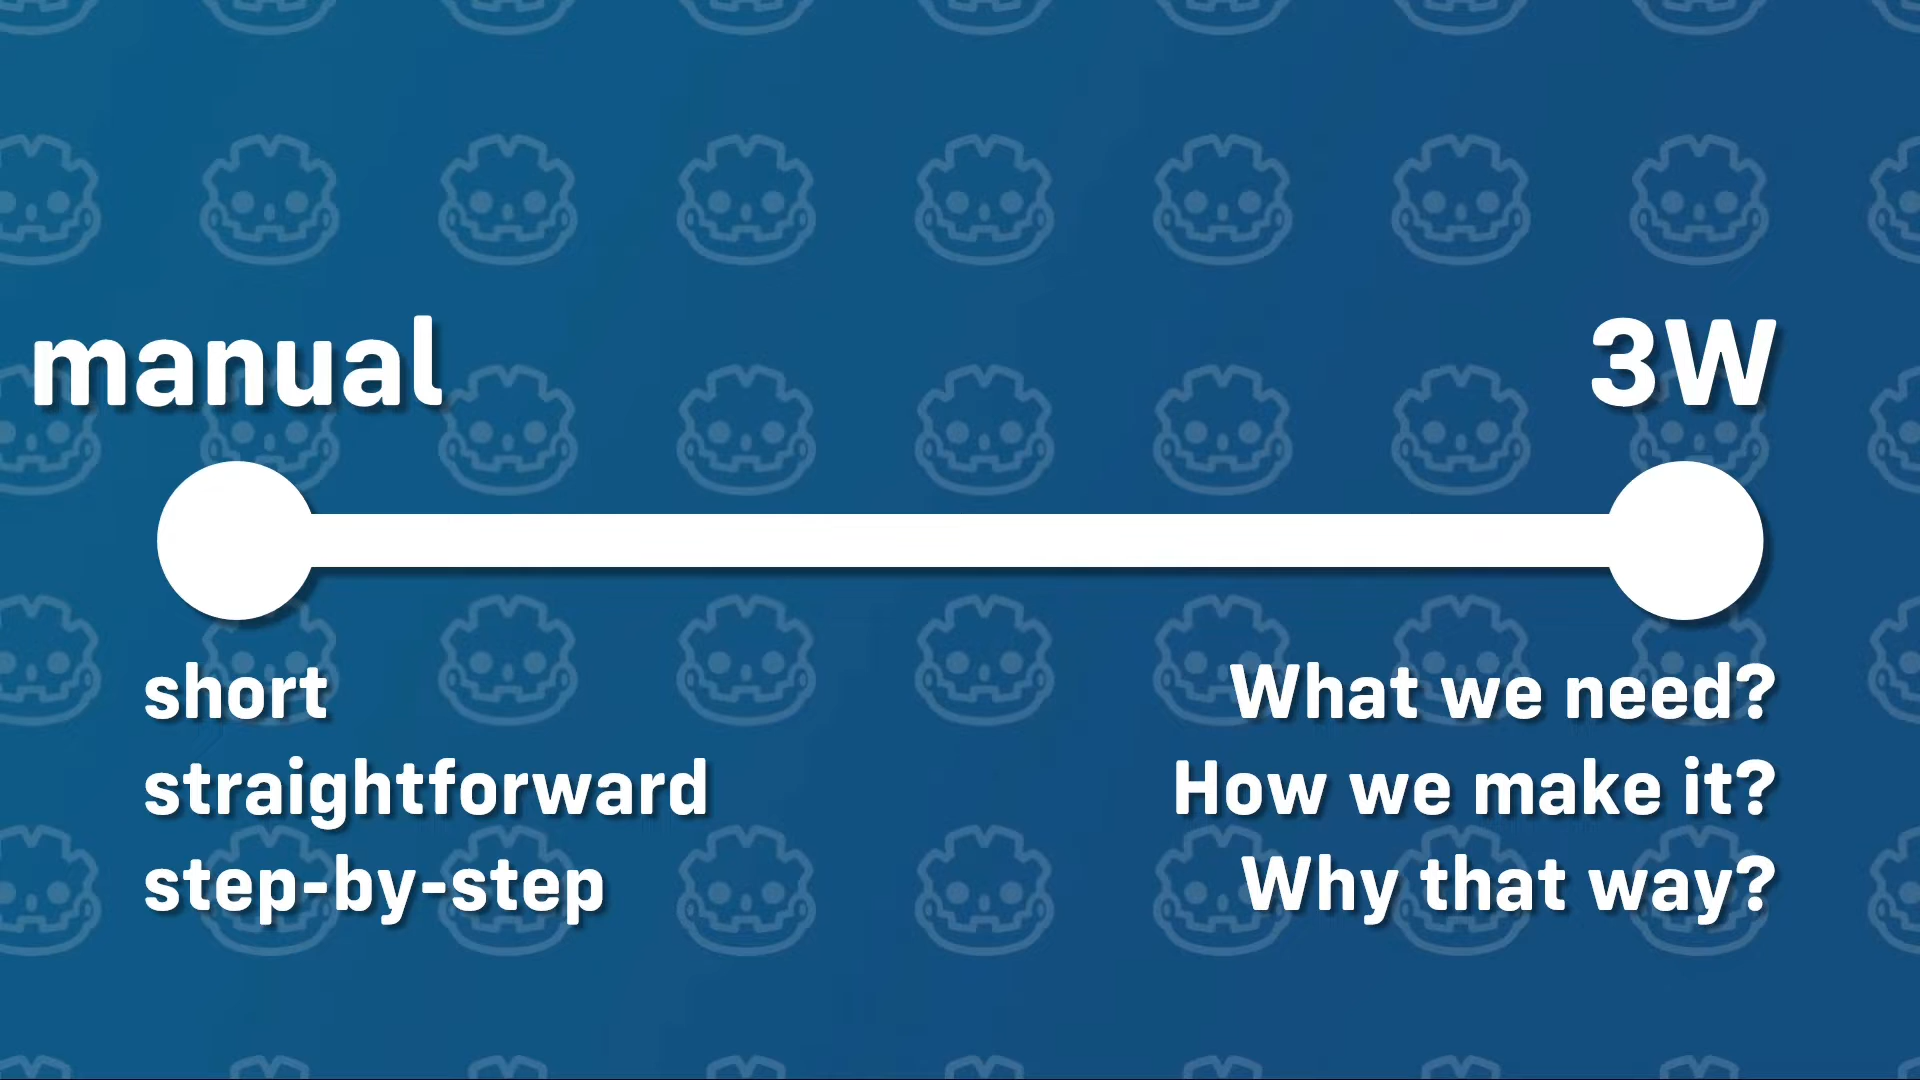 manual
3W
short
straightforward
step-by-step
What we need?
How we make it?
Why that way?